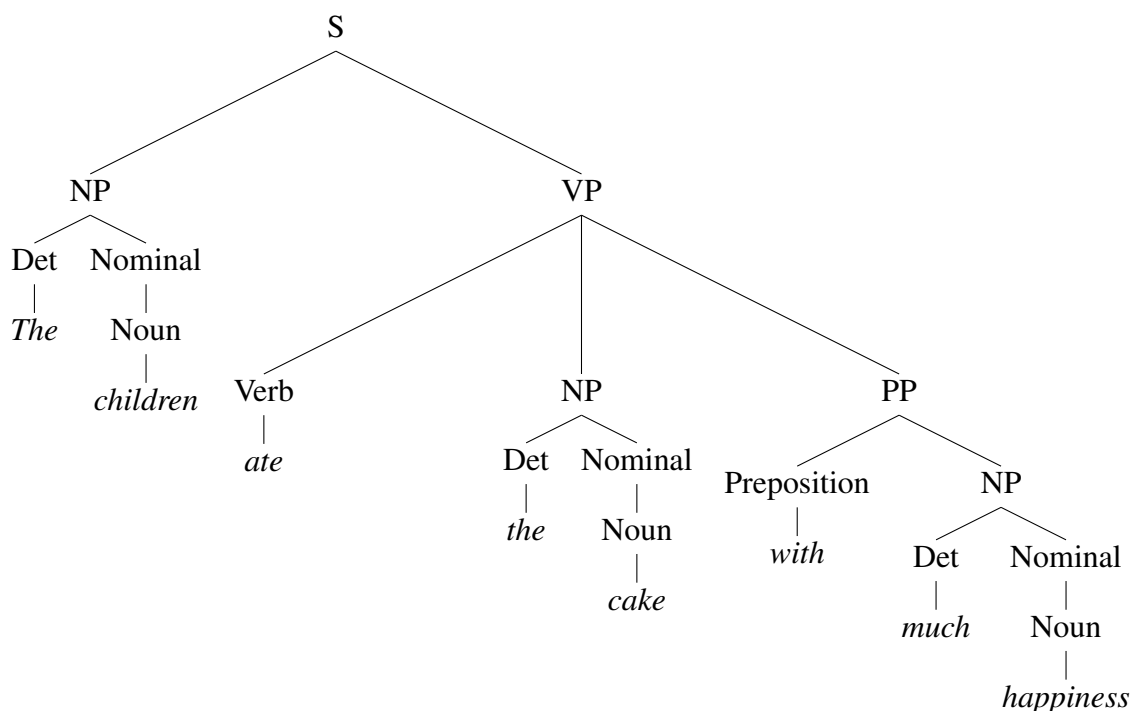 S
NP VP
Det Nominal
The Noun
children
Verb NP PP
ate
Det Nominal
the Noun
cake
Preposition NP
with
Det Nominal
much Noun
happiness